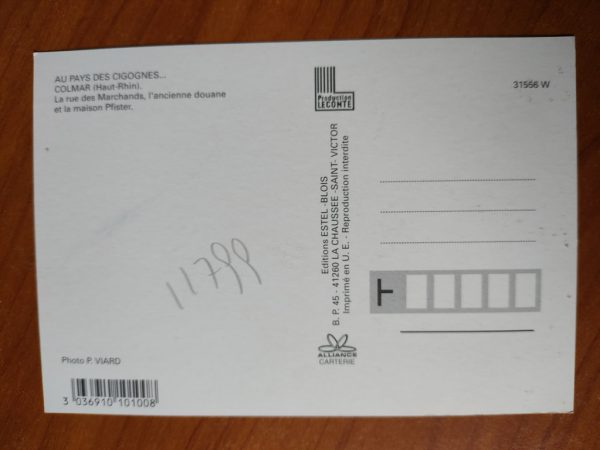 AU PAYS DES CIGOGNES...
COLMAR (Haut-Rhin).
La rue des Marchands, l'ancienne douane
et la maison Pfister.
11799
Photo P. VIARD
3 036910 101008
Production
LECONTE
Editions ESTEL -BLOIS
B. P. 45 - 41260 LA CHAUSSEE -SAINT- VICTOR
Imprimé en U. E. - Reproduction interdite
ALLIANCE
CARTERIE
31556 W